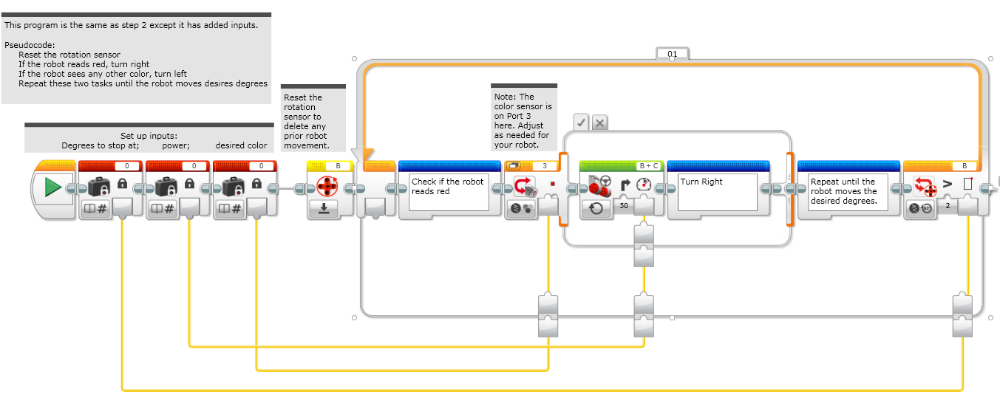 This program is the same as step 2 except it has added inputs.
Pseudocode:
Reset the rotation sensor
If the robot reads red, turn right
If the robot sees any other color, turn left
Repeat these two tasks until the robot moves desires degrees
Set up inputs:
Degrees to stop at; power; desired color
Reset the
rotation
sensor to
delete any
prior robot
movement.
01
Note: The
color sensor is
on Port 3
here. Adjust
as needed for
your robot.
0
#
0
#
0
#
B
Check if the robot
reads red
3
B + C
50
Turn Right
Repeat until the
robot moves the
desired degrees.
B
>
2